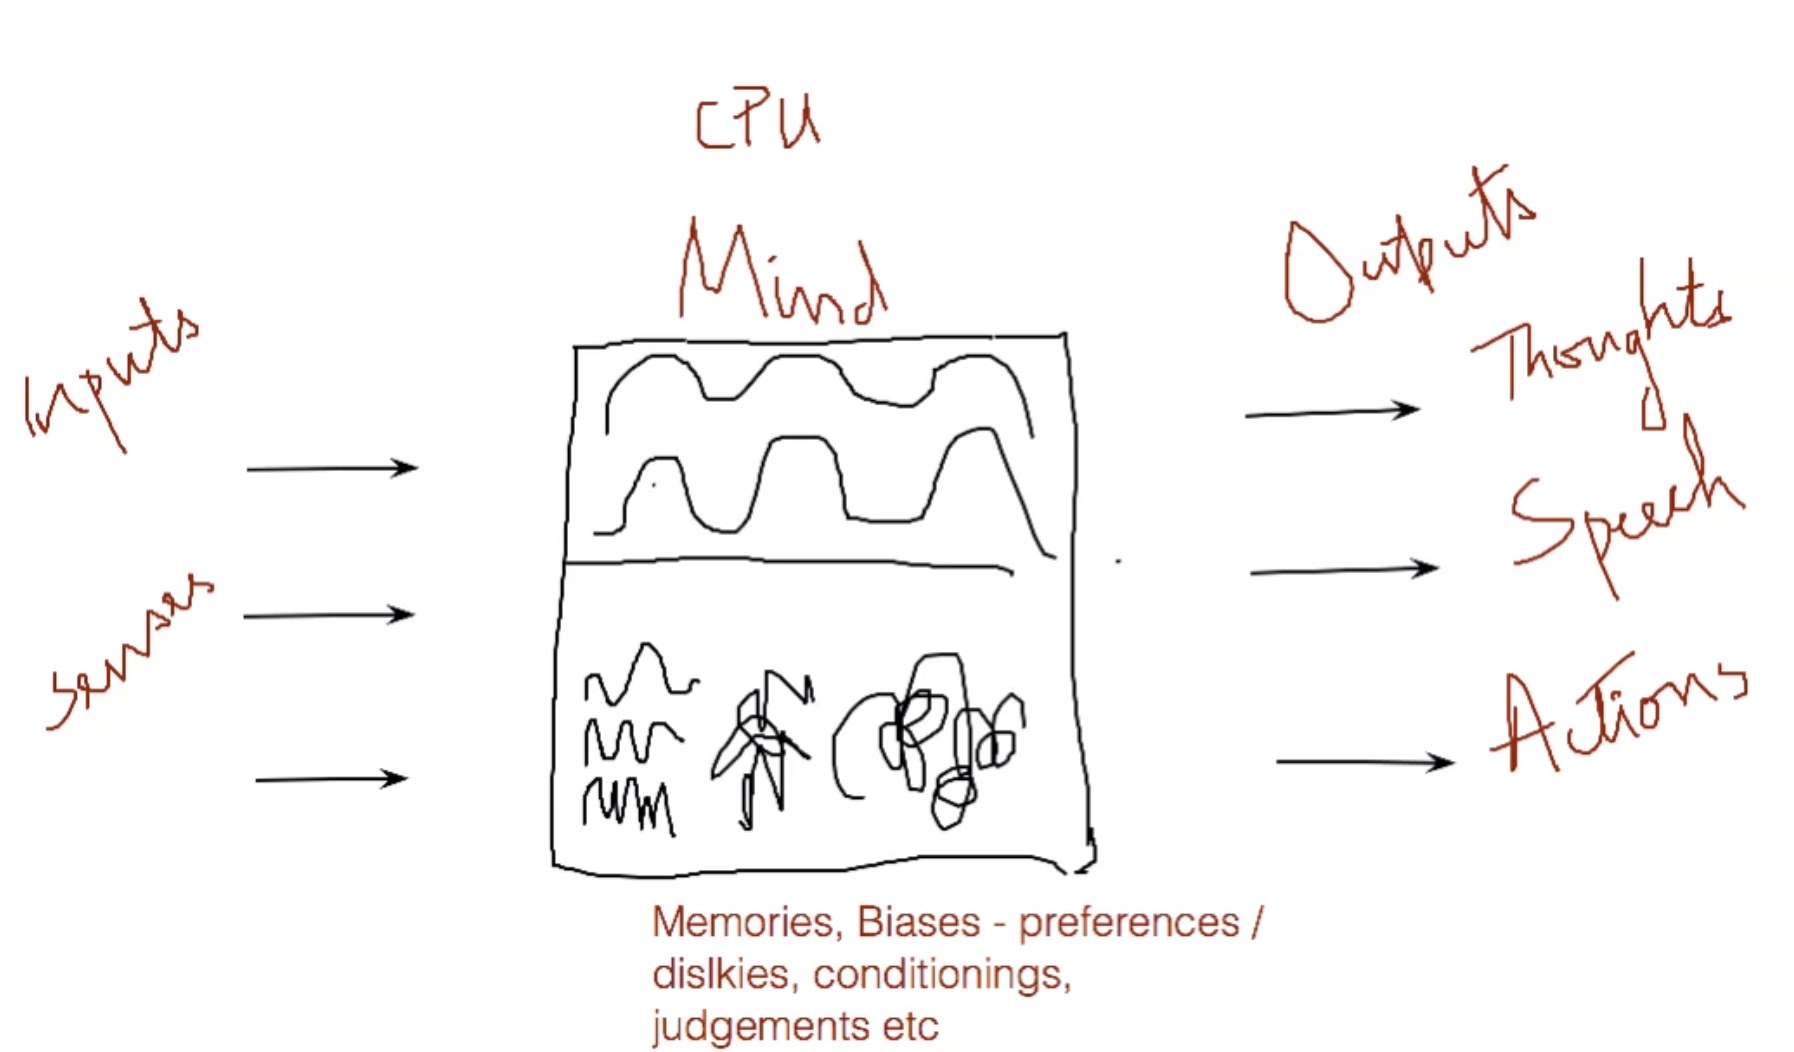 CPU
Mind
Inputs
Senses
Outputs
Thoughts
Speech
Actions
Memories, Biases - preferences /
dislkies, conditionings,
judgements etc